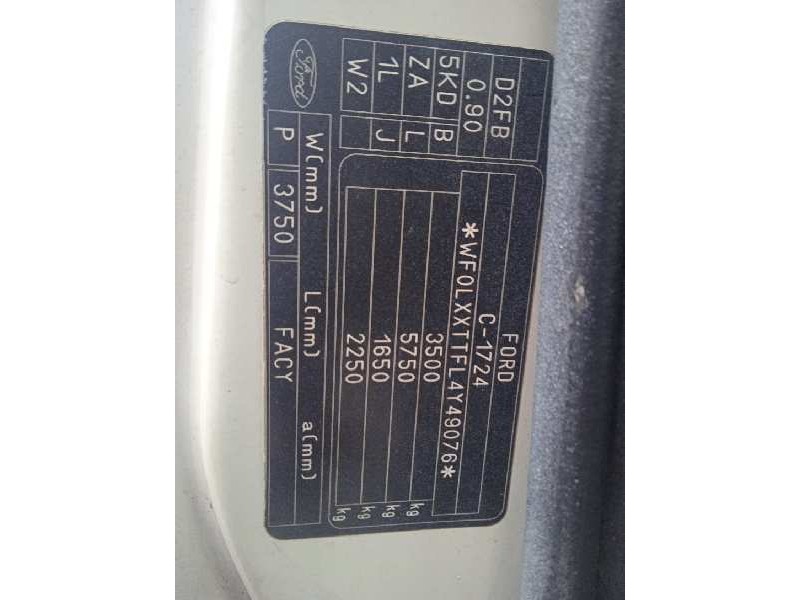 D2FB FORD
0.90 C-1724
*WF0LXXTTFL4Y49076*
5KD B 3500 kg
ZA L 5750 kg
1L J 1650 kg
W2 2250 kg
Ford W(mm) L(mm) a(mm)
P 3750 FACY